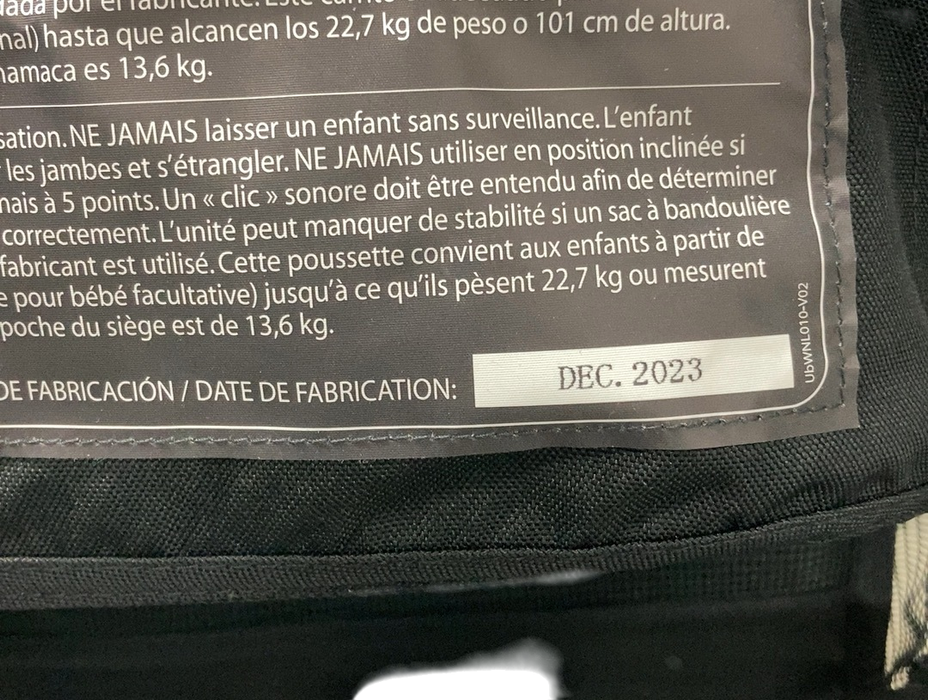 por el fabricante. Este
nal) hasta que alcancen los 22,7 kg de peso o 101 cm de altura.
hamaca es 13,6 kg.
sation. NE JAMAIS laisser un enfant sans surveillance. L'enfant
les jambes et s'étrangler. NE JAMAIS utiliser en position inclinée si
nais à 5 points. Un « clic » sonore doit être entendu afin de déterminer
correctement. L'unité peut manquer de stabilité si un sac à bandoulière
fabricant est utilisé. Cette poussette convient aux enfants à partir de
e pour bébé facultative) jusqu'à ce qu'ils pèsent 22,7 kg ou mesurent
poche du siège est de 13,6 kg.
DE FABRICACIÓN / DATE DE FABRICATION: DEC. 2023
UbWNL010-V02